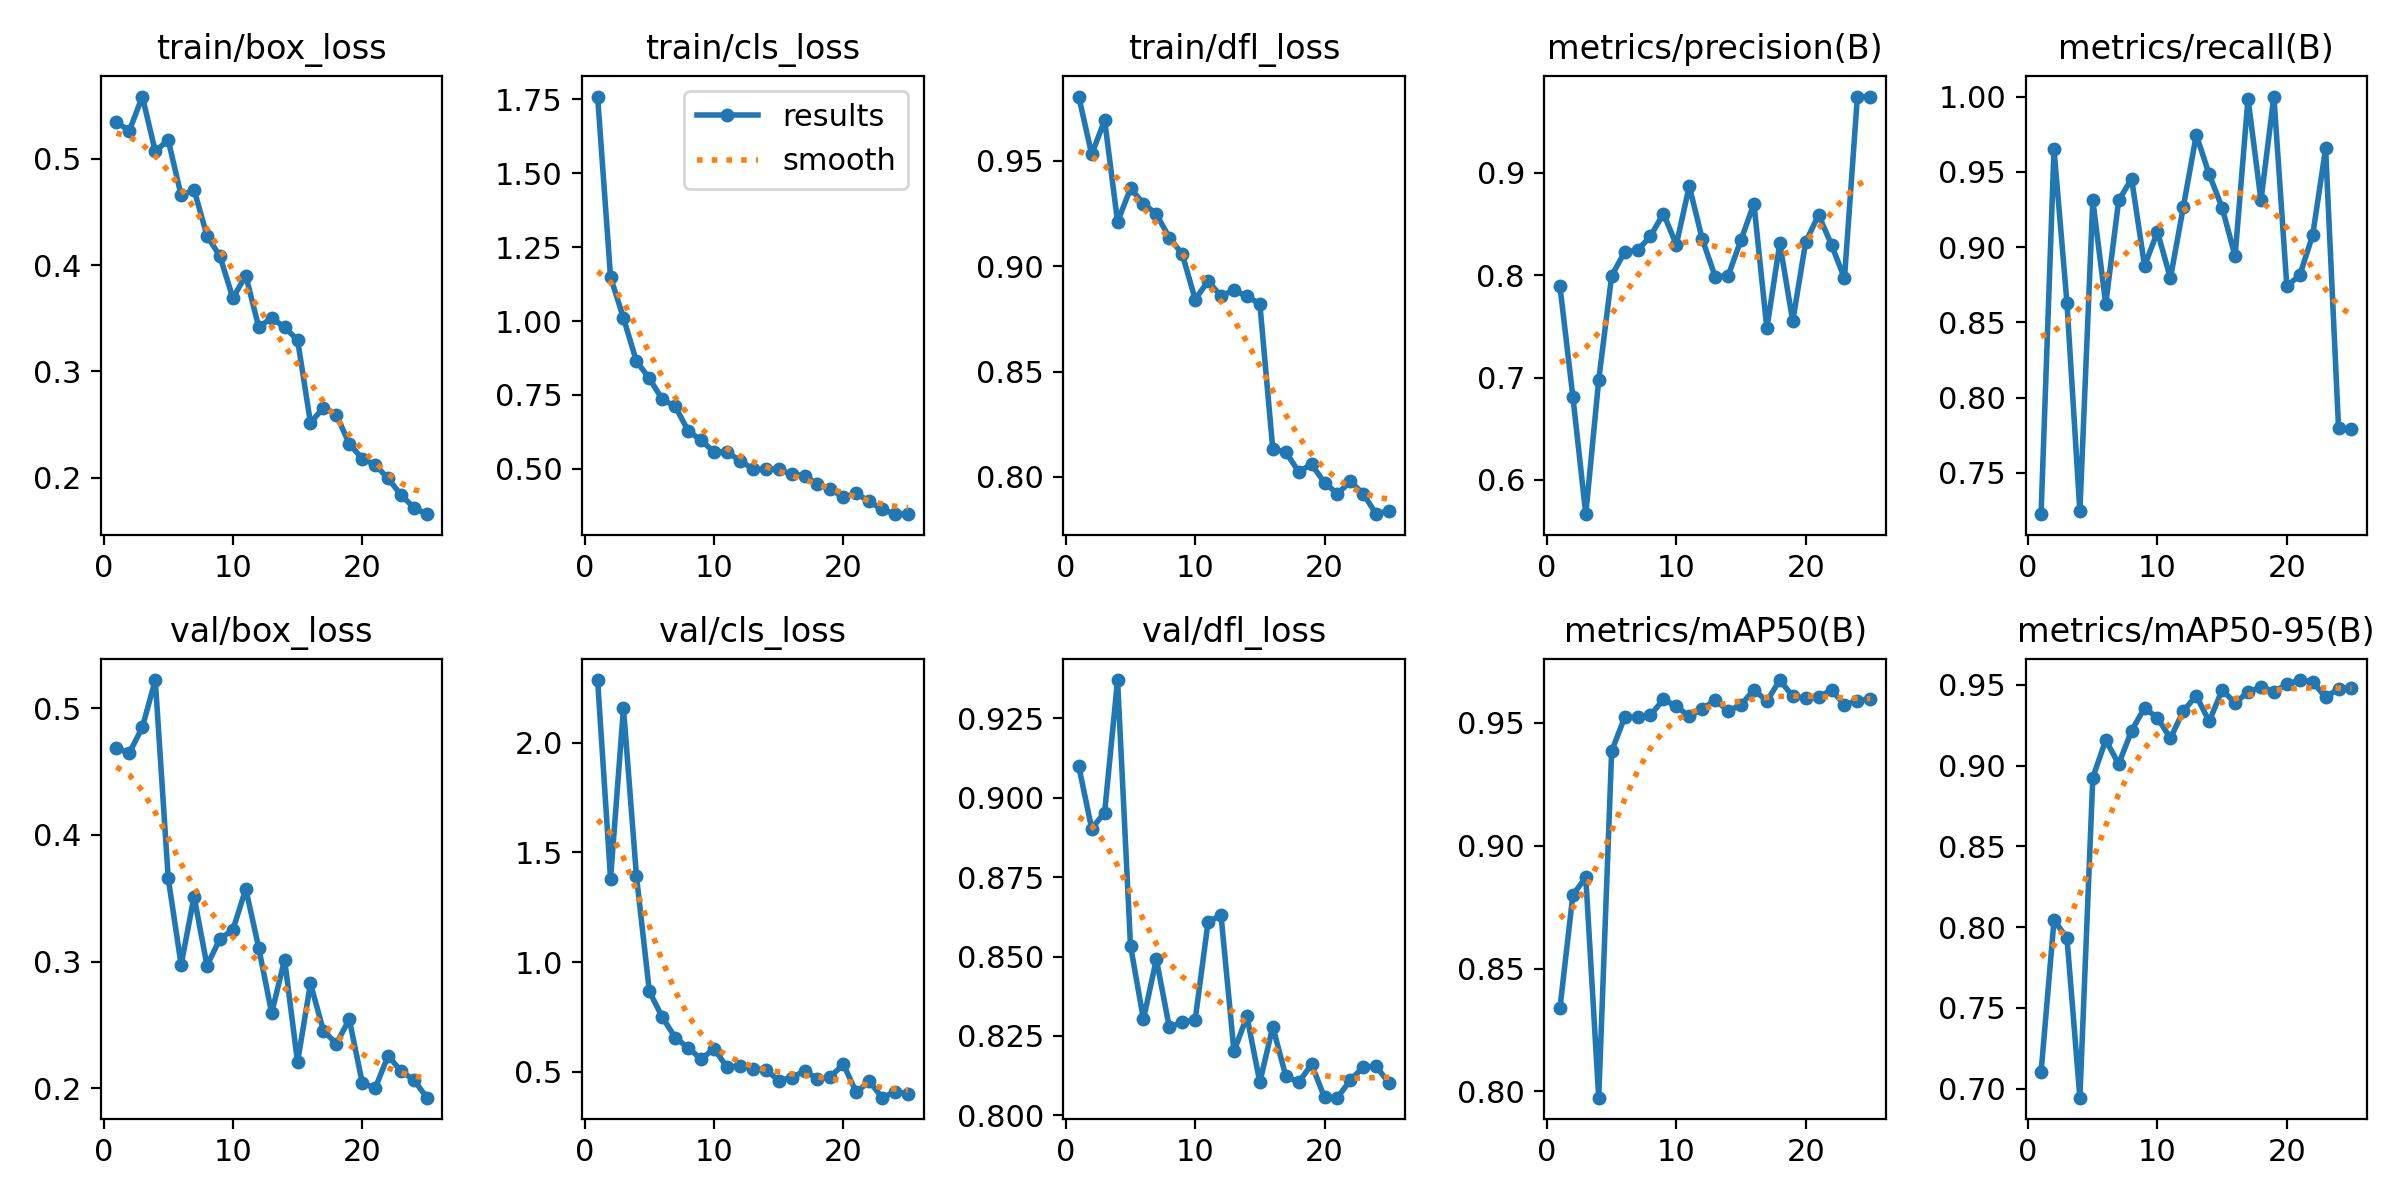 train/box_loss
0.5
0.4
0.3
0.2
0 10 20
train/cls_loss
1.75
1.50
1.25
1.00
0.75
0.50
results
smooth
0 10 20
train/dfl_loss
0.95
0.90
0.85
0.80
0 10 20
metrics/precision(B)
0.9
0.8
0.7
0.6
0 10 20
metrics/recall(B)
1.00
0.95
0.90
0.85
0.80
0.75
0 10 20
val/box_loss
0.5
0.4
0.3
0.2
0 10 20
val/cls_loss
2.0
1.5
1.0
0.5
0 10 20
val/dfl_loss
0.925
0.900
0.875
0.850
0.825
0.800
0 10 20
metrics/mAP50(B)
0.95
0.90
0.85
0.80
0 10 20
metrics/mAP50-95(B)
0.95
0.90
0.85
0.80
0.75
0.70
0 10 20